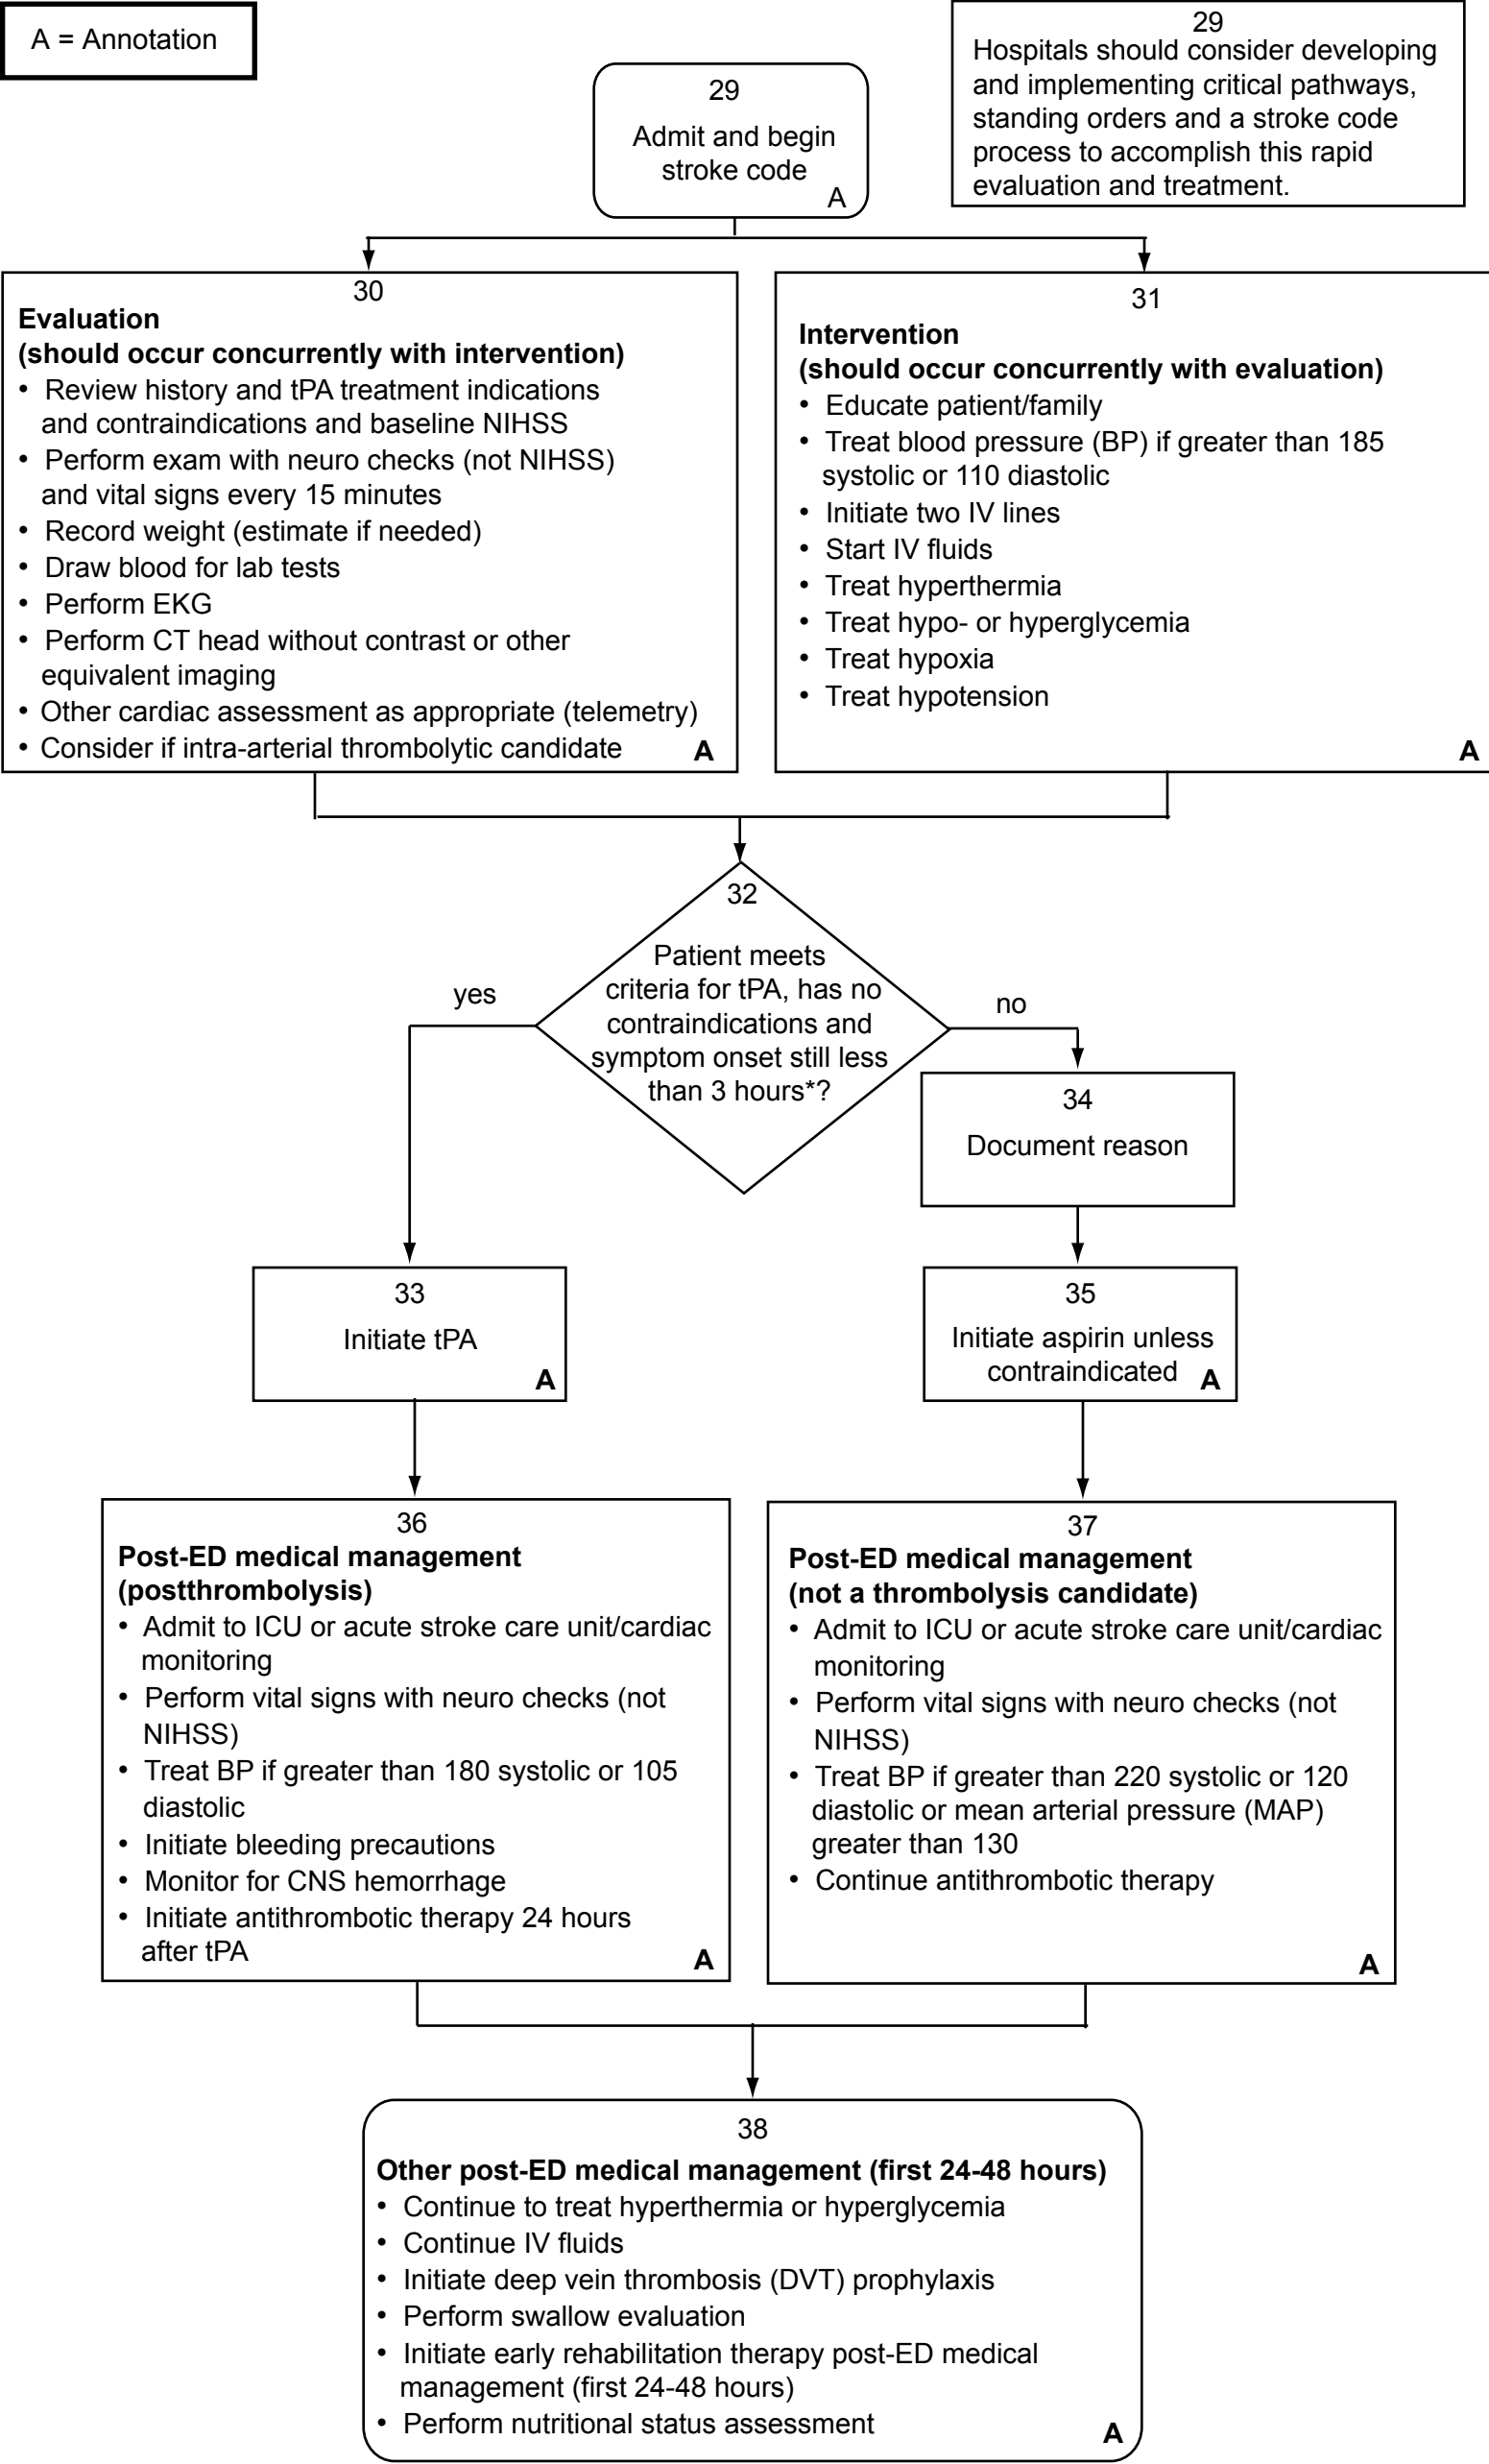 A = Annotation
29
Admit and begin
stroke code
A
29
Hospitals should consider developing
and implementing critical pathways,
standing orders and a stroke code
process to accomplish this rapid
evaluation and treatment.
30
Evaluation
(should occur concurrently with intervention)
• Review history and tPA treatment indications
and contraindications and baseline NIHSS
• Perform exam with neuro checks (not NIHSS)
and vital signs every 15 minutes
• Record weight (estimate if needed)
• Draw blood for lab tests
• Perform EKG
• Perform CT head without contrast or other
equivalent imaging
• Other cardiac assessment as appropriate (telemetry)
• Consider if intra-arterial thrombolytic candidate
A
31
Intervention
(should occur concurrently with evaluation)
• Educate patient/family
• Treat blood pressure (BP) if greater than 185
systolic or 110 diastolic
• Initiate two IV lines
• Start IV fluids
• Treat hyperthermia
• Treat hypo- or hyperglycemia
• Treat hypoxia
• Treat hypotension
A
32
Patient meets
criteria for tPA, has no
contraindications and
symptom onset still less
than 3 hours*?
yes
no
34
Document reason
33
Initiate tPA
A
35
Initiate aspirin unless
contraindicated
A
36
Post-ED medical management
(postthrombolysis)
• Admit to ICU or acute stroke care unit/cardiac
monitoring
• Perform vital signs with neuro checks (not
NIHSS)
• Treat BP if greater than 180 systolic or 105
diastolic
• Initiate bleeding precautions
• Monitor for CNS hemorrhage
• Initiate antithrombotic therapy 24 hours
after tPA
A
37
Post-ED medical management
(not a thrombolysis candidate)
• Admit to ICU or acute stroke care unit/cardiac
monitoring
• Perform vital signs with neuro checks (not
NIHSS)
• Treat BP if greater than 220 systolic or 120
diastolic or mean arterial pressure (MAP)
greater than 130
• Continue antithrombotic therapy
A
38
Other post-ED medical management (first 24-48 hours)
• Continue to treat hyperthermia or hyperglycemia
• Continue IV fluids
• Initiate deep vein thrombosis (DVT) prophylaxis
• Perform swallow evaluation
• Initiate early rehabilitation therapy post-ED medical
management (first 24-48 hours)
• Perform nutritional status assessment
A